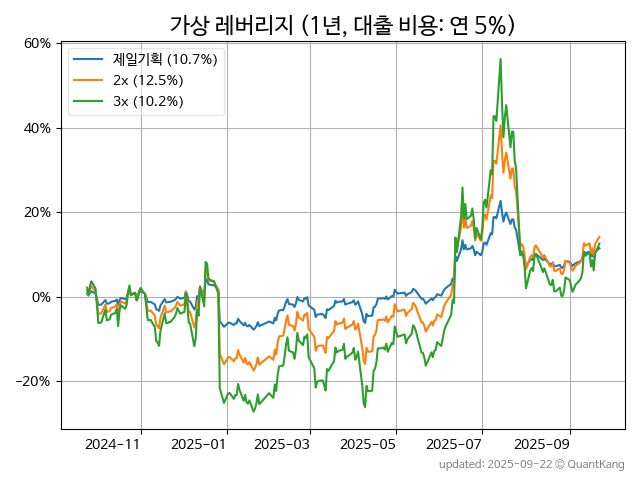 가상 레버리지 (1년, 대출 비용: 연 5%)
제일기획 (10.7%)
2x (12.5%)
3x (10.2%)
60%
40%
20%
0%
−20%
2024-11
2025-01
2025-03
2025-05
2025-07
2025-09
updated: 2025-09-22 © QuantKang